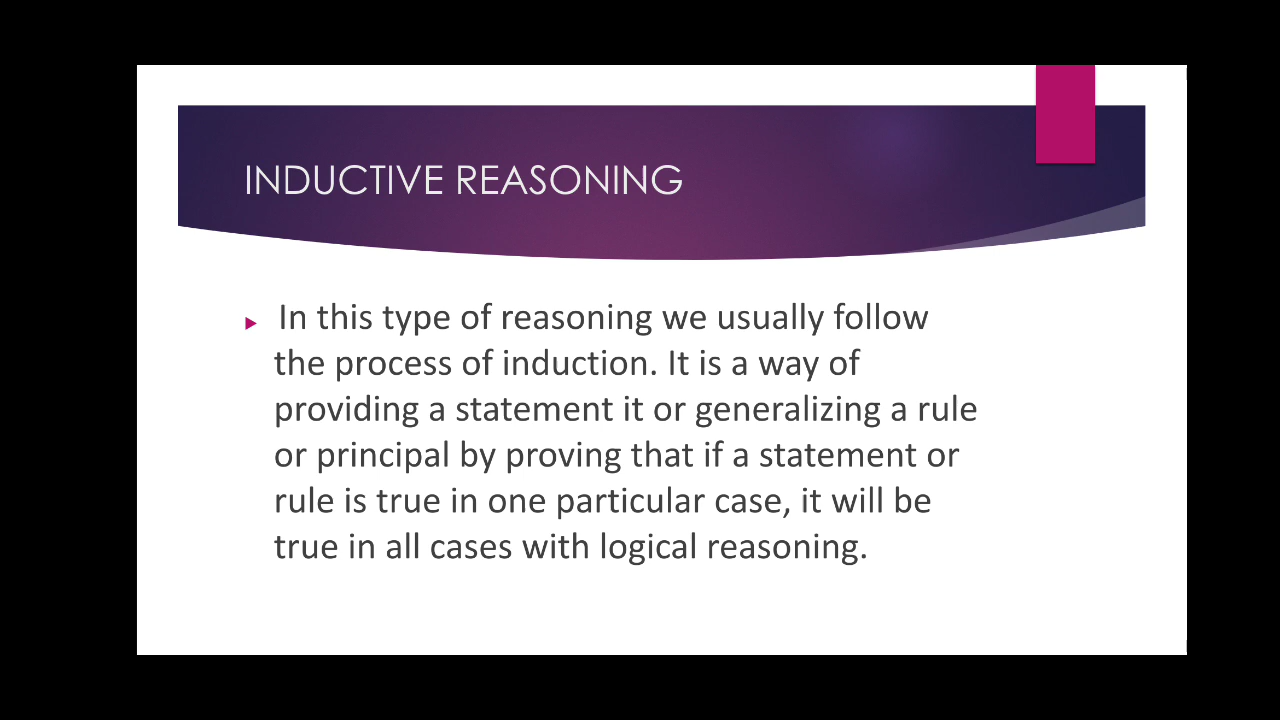 INDUCTIVE REASONING
In this type of reasoning we usually follow
the process of induction. It is a way of
providing a statement it or generalizing a rule
or principal by proving that if a statement or
rule is true in one particular case, it will be
true in all cases with logical reasoning.